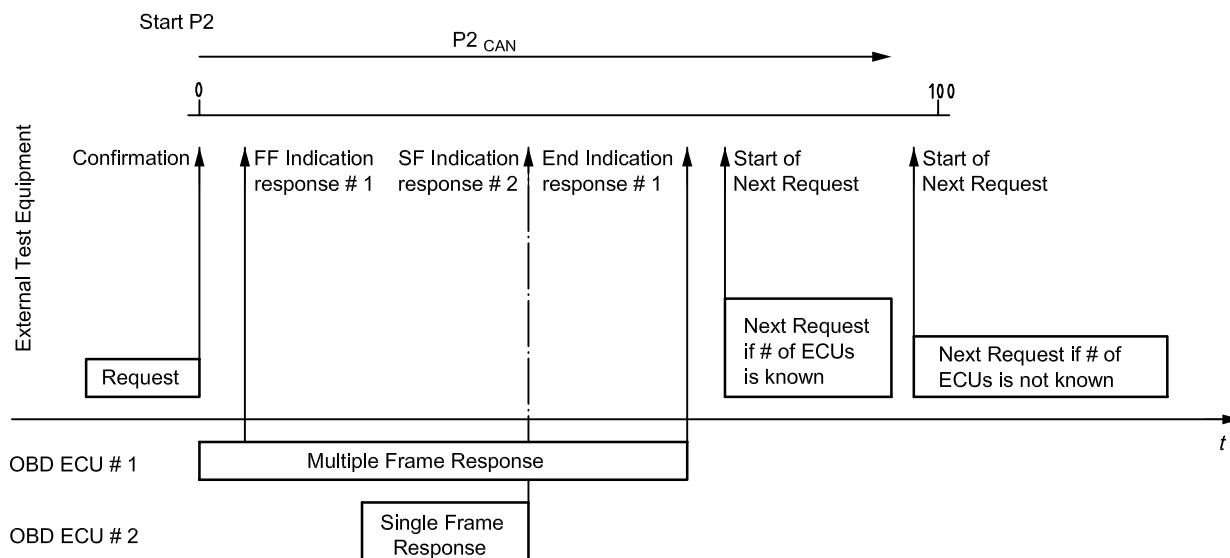 Start P2
P2 CAN
0
100
External Test Equipment
Confirmation
FF Indication
response # 1
SF Indication
response # 2
End Indication
response # 1
Start of
Next Request
Start of
Next Request
Request
Next Request
if # of ECUs
is known
Next Request if # of
ECUs is not known
t
OBD ECU # 1
Multiple Frame Response
OBD ECU # 2
Single Frame
Response